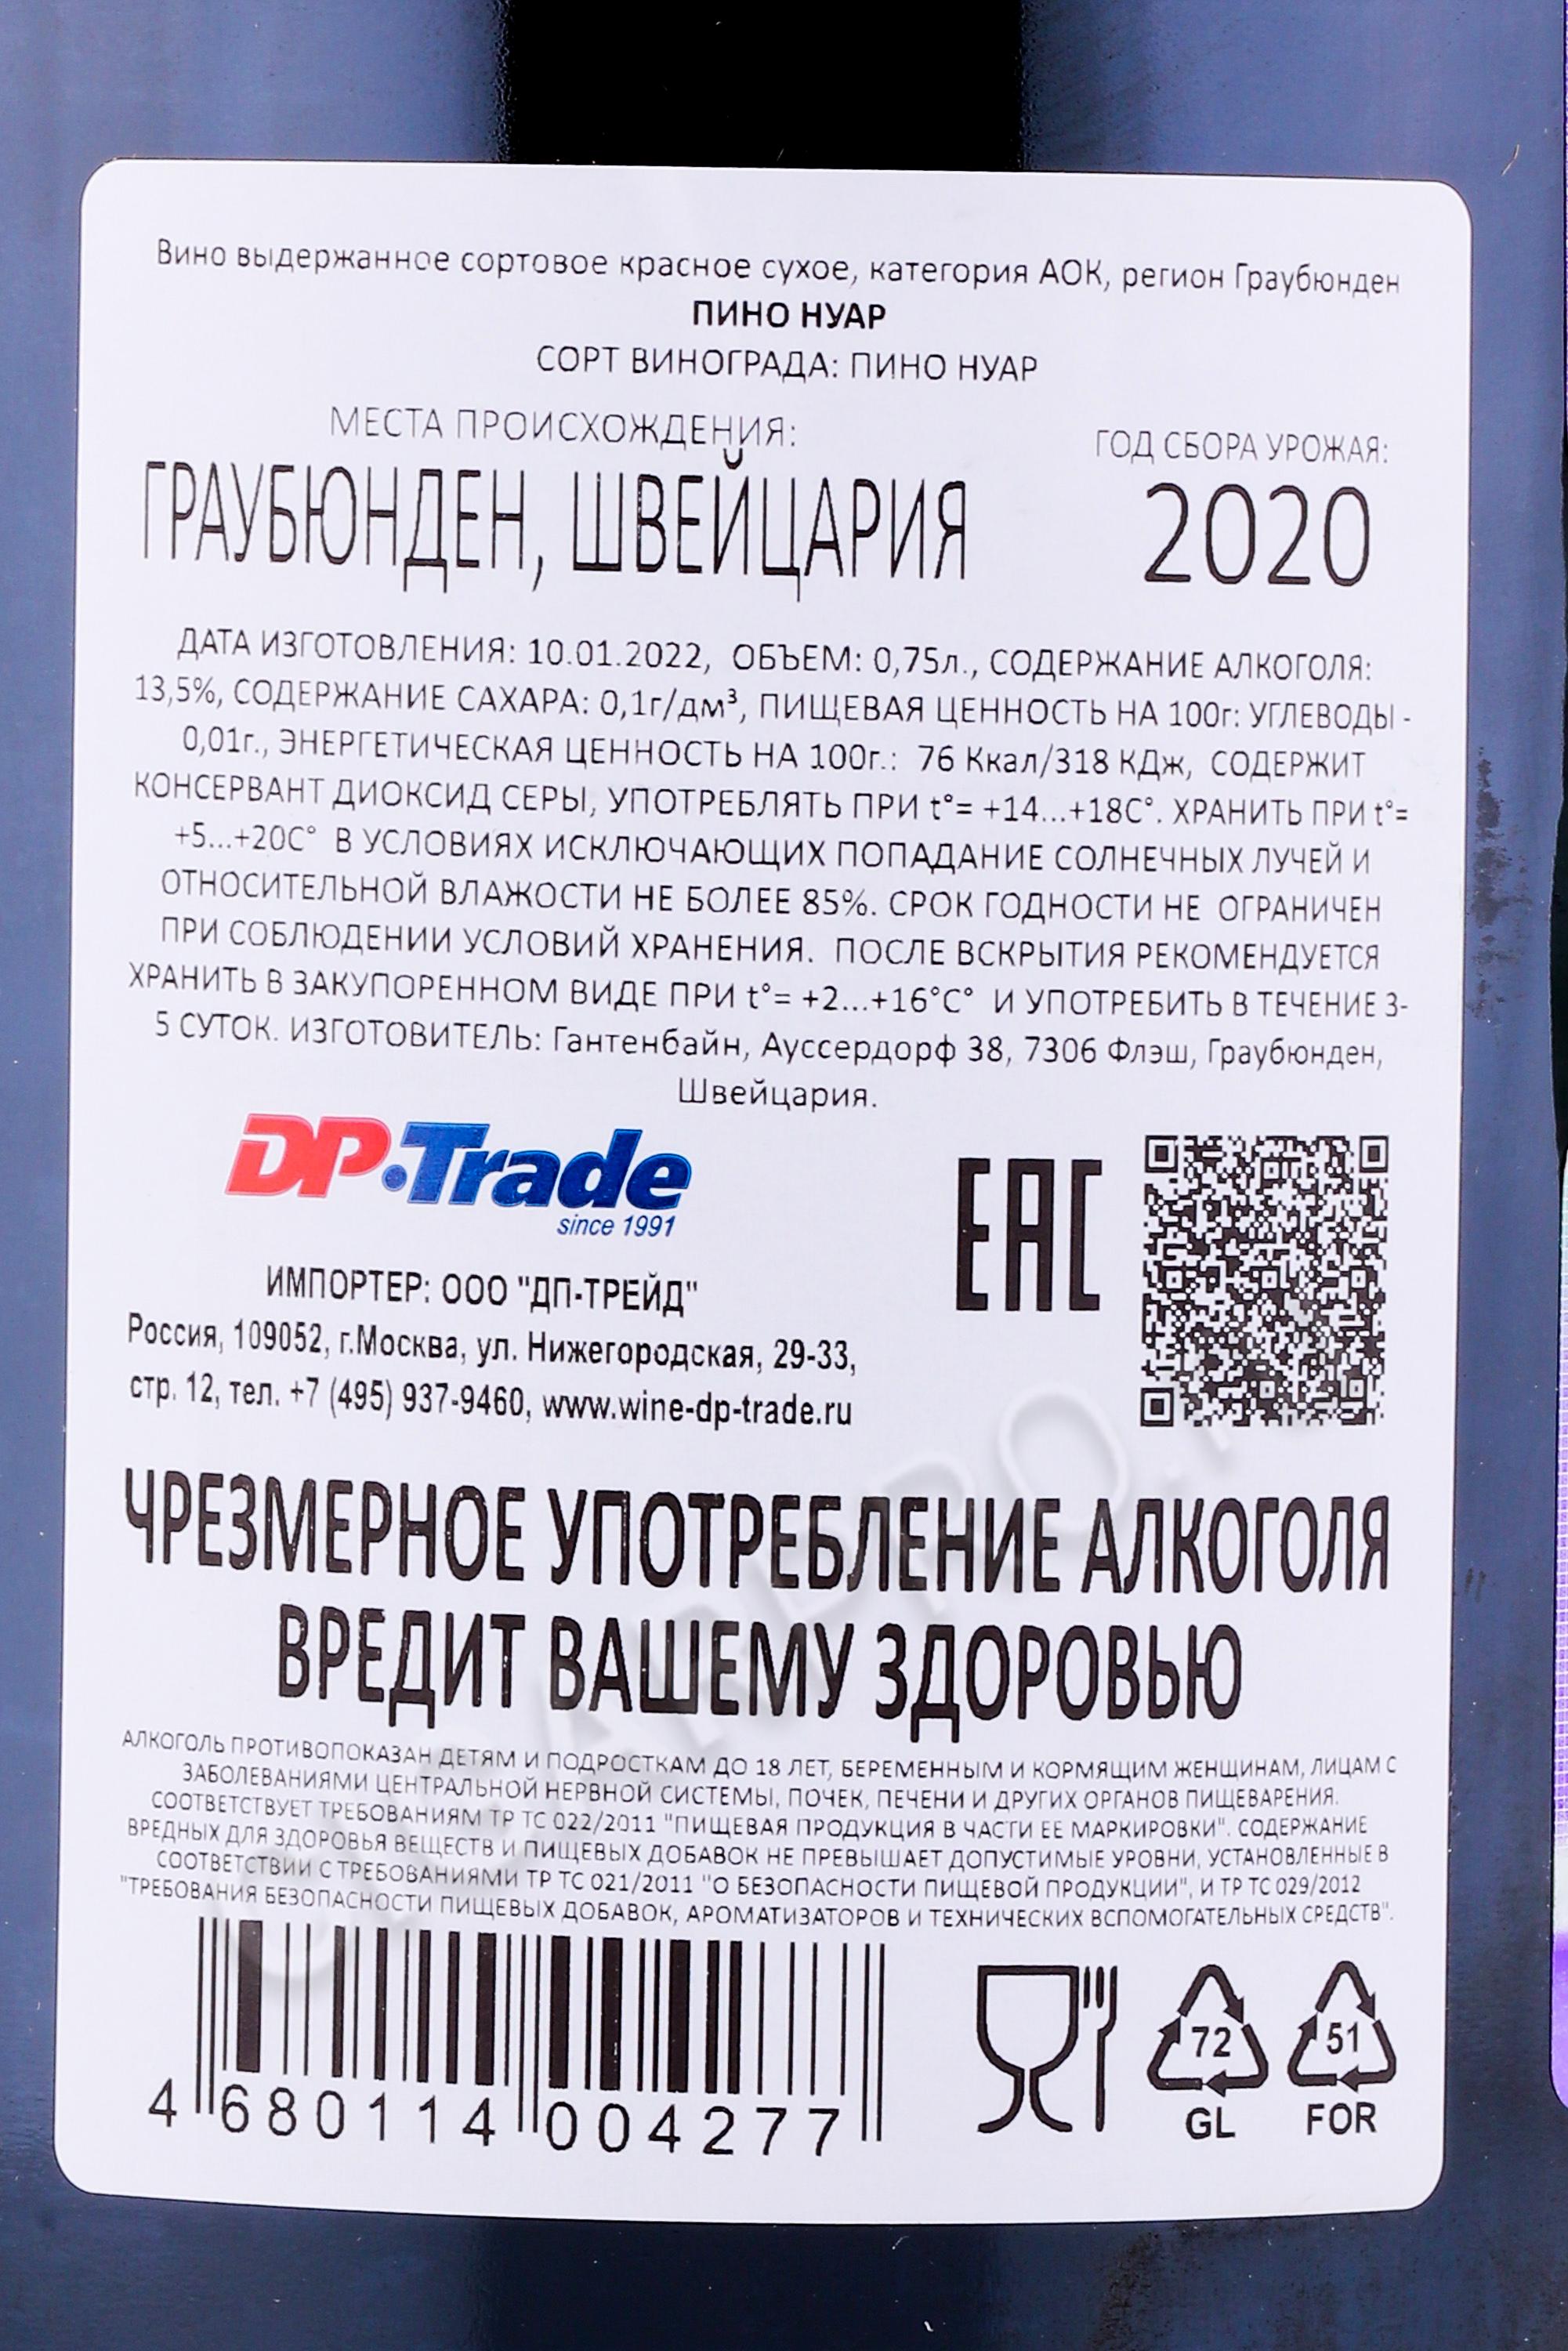 Вино выдержанное сортовое красное сухое, категория АОК, регион Граубюнден
ПИНО НУАР
СОРТ ВИНОГРАДА: ПИНО НУАР
МЕСТА ПРОИСХОЖДЕНИЯ:
ГРАУБЮНДЕН, ШВЕЙЦАРИЯ
ГОД СБОРА УРОЖАЯ:
2020
ДАТА ИЗГОТОВЛЕНИЯ: 10.01.2022, ОБЪЕМ: 0,75л., СОДЕРЖАНИЕ АЛКОГОЛЯ:
13,5%, СОДЕРЖАНИЕ САХАРА: 0,1г/дм³, ПИЩЕВАЯ ЦЕННОСТЬ НА 100г: УГЛЕВОДЫ -
0,01г., ЭНЕРГЕТИЧЕСКАЯ ЦЕННОСТЬ НА 100г.: 76 Ккал/318 КДж, СОДЕРЖИТ
КОНСЕРВАНТ ДИОКСИД СЕРЫ, УПОТРЕБЛЯТЬ ПРИ t°= +14...+18С°. ХРАНИТЬ ПРИ t°=
+5...+20С° В УСЛОВИЯХ ИСКЛЮЧАЮЩИХ ПОПАДАНИЕ СОЛНЕЧНЫХ ЛУЧЕЙ И
ОТНОСИТЕЛЬНОЙ ВЛАЖОСТИ НЕ БОЛЕЕ 85%. СРОК ГОДНОСТИ НЕ ОГРАНИЧЕН
ПРИ СОБЛЮДЕНИИ УСЛОВИЙ ХРАНЕНИЯ. ПОСЛЕ ВСКРЫТИЯ РЕКОМЕНДУЕТСЯ
ХРАНИТЬ В ЗАКУПОРЕННОМ ВИДЕ ПРИ t°= +2...+16°С° И УПОТРЕБИТЬ В ТЕЧЕНИЕ 3-
5 СУТОК. ИЗГОТОВИТЕЛЬ: Гантенбайн, Ауссердорф 38, 7306 Флэш, Граубюнден,
Швейцария.
DP·Trade
since 1991
EAC
ИМПОРТЕР: ООО "ДП-ТРЕЙД"
Россия, 109052, г.Москва, ул. Нижегородская, 29-33,
стр. 12, тел. +7 (495) 937-9460, www.wine-dp-trade.ru
ЧРЕЗМЕРНОЕ УПОТРЕБЛЕНИЕ АЛКОГОЛЯ
ВРЕДИТ ВАШЕМУ ЗДОРОВЬЮ
АЛКОГОЛЬ ПРОТИВОПОКАЗАН ДЕТЯМ И ПОДРОСТКАМ ДО 18 ЛЕТ, БЕРЕМЕННЫМ И КОРМЯЩИМ ЖЕНЩИНАМ, ЛИЦАМ С
ЗАБОЛЕВАНИЯМИ ЦЕНТРАЛЬНОЙ НЕРВНОЙ СИСТЕМЫ, ПОЧЕК, ПЕЧЕНИ И ДРУГИХ ОРГАНОВ ПИЩЕВАРЕНИЯ.
СООТВЕТСТВУЕТ ТРЕБОВАНИЯМ ТР ТС 022/2011 "ПИЩЕВАЯ ПРОДУКЦИЯ В ЧАСТИ ЕЕ МАРКИРОВКИ". СОДЕРЖАНИЕ
ВРЕДНЫХ ДЛЯ ЗДОРОВЬЯ ВЕЩЕСТВ И ПИЩЕВЫХ ДОБАВОК НЕ ПРЕВЫШАЕТ ДОПУСТИМЫЕ УРОВНИ, УСТАНОВЛЕННЫЕ В
СООТВЕТСТВИИ С ТРЕБОВАНИЯМИ ТР ТС 021/2011 "О БЕЗОПАСНОСТИ ПИЩЕВОЙ ПРОДУКЦИИ", И ТР ТС 029/2012
"ТРЕБОВАНИЯ БЕЗОПАСНОСТИ ПИЩЕВЫХ ДОБАВОК, АРОМАТИЗАТОРОВ И ТЕХНИЧЕСКИХ ВСПОМОГАТЕЛЬНЫХ СРЕДСТВ".
4 680114 004277
72
GL
51
FOR